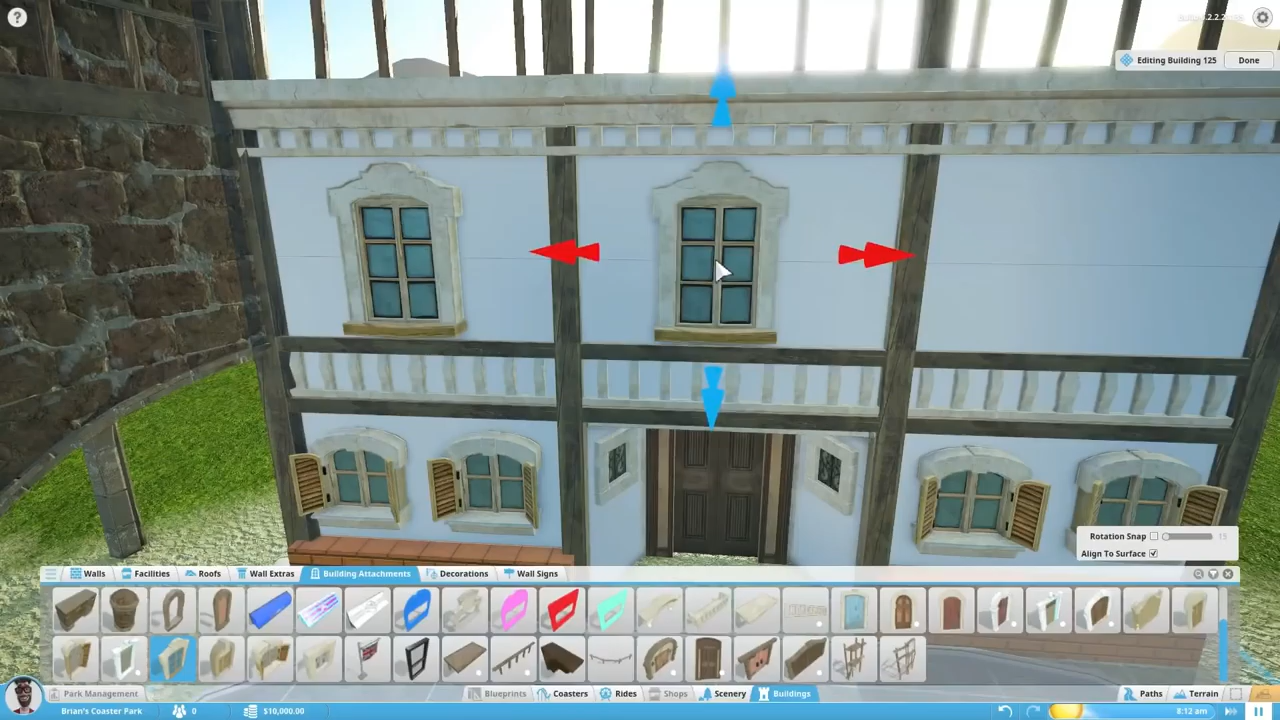 ?
Editing Building 125 Done
Rotation Snap 15
Align To Surface
Walls Facilities Roofs Wall Extras Building Attachments Decorations Wall Signs
Park Management Blueprints Coasters Rides Shops Scenery Buildings Paths Terrain
Brian's Coaster Park 0 $10,000.00 8:12 am